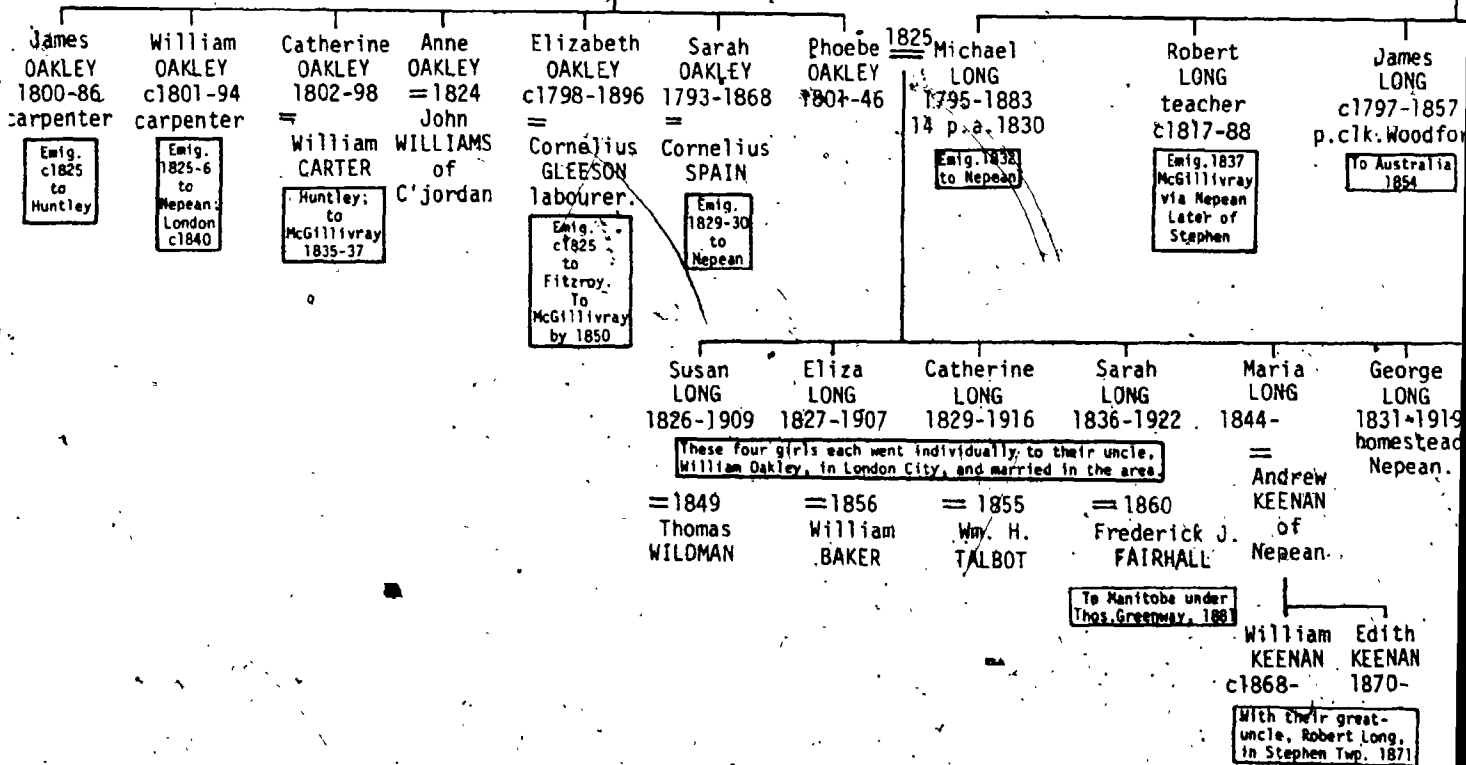 James
OAKLEY
1800-86
carpenter
Emig.
c1825
to
Huntley
William
OAKLEY
c1801-94
carpenter
Emig.
1825-6
to
Nepean;
London
c1840
Catherine
OAKLEY
1802-98
=
William
CARTER
Huntley;
to
McGillivray
1835-37
Anne
OAKLEY
=1824
John
WILLIAMS
of
C'jordan
Elizabeth
OAKLEY
c1798-1896
=
Cornelius
GLEESON
labourer.
Emig.
c1825
to
Fitzroy.
To
McGillivray
by 1850
Sarah
OAKLEY
1793-1868
=
Cornelius
SPAIN
Emig.
1829-30
to
Nepean
Phoebe
OAKLEY
1801-46
1825
=
Michael
LONG
1795-1883
14 p.a. 1830
Emig. 1832
to Nepean
Robert
LONG
teacher
c1817-88
Emig. 1837
McGillivray
via Nepean
Later of
Stephen
James
LONG
c1797-1857
p.clk.Woodfor
To Australia
1854
Susan
LONG
1826-1909
Eliza
LONG
1827-1907
Catherine
LONG
1829-1916
Sarah
LONG
1836-1922
These four girls each went individually to their uncle,
William Oakley, in London City, and married in the area.
=1849
Thomas
WILDMAN
=1856
William
BAKER
= 1855
Wm. H.
TALBOT
= 1860
Frederick J.
FAIRHALL
To Manitoba under
Thos.Greenway, 1881
Maria
LONG
1844-
=
Andrew
KEENAN
of
Nepean
George
LONG
1831-1919
homestead
Nepean.
William
KEENAN
c1868-
Edith
KEENAN
1870-
With their great-
uncle, Robert Long,
in Stephen Twp. 1871